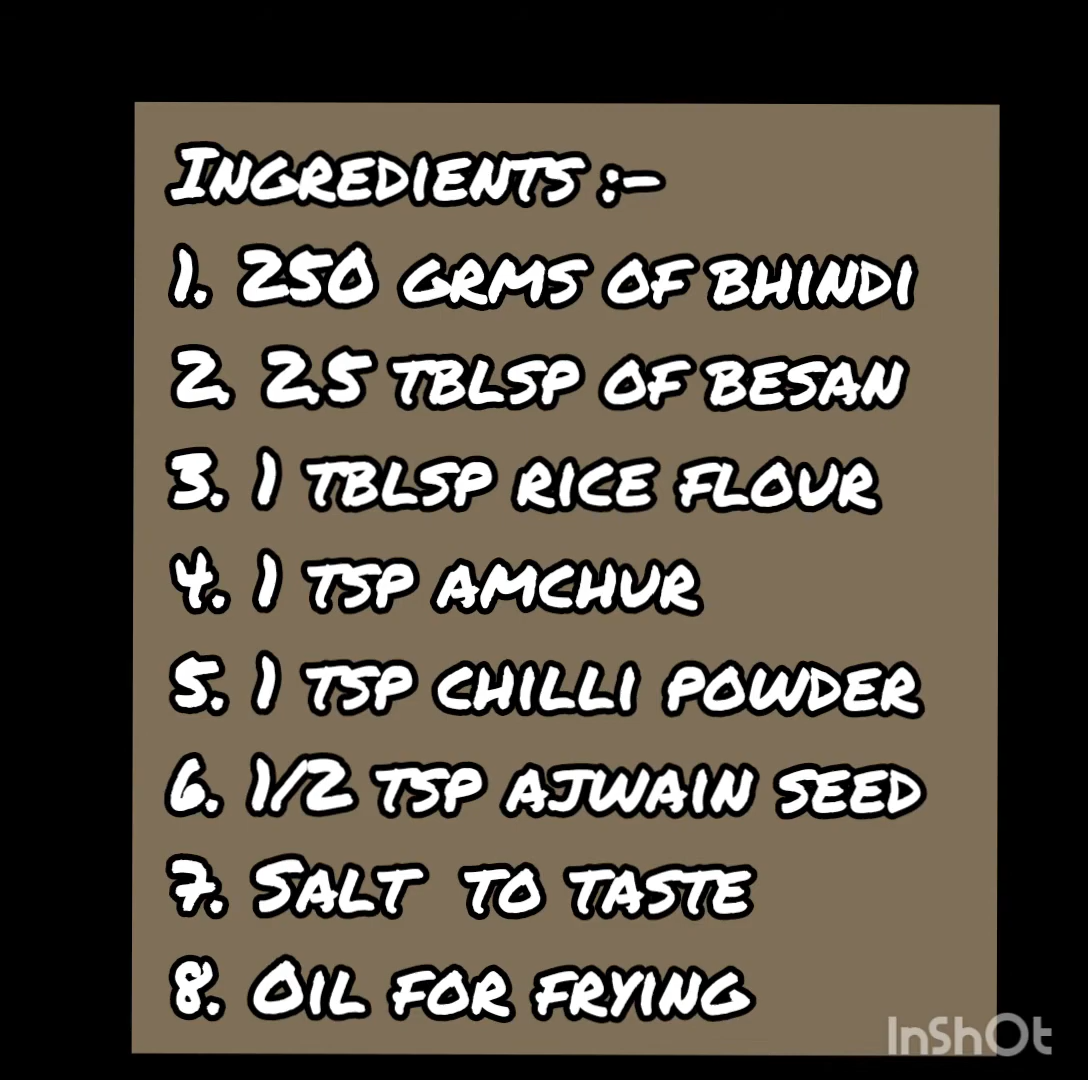 Ingredients :-
1. 250 grms of bhindi
2. 2.5 tblsp of besan
3. 1 tblsp rice flour
4. 1 tsp amchur
5. 1 tsp chilli powder
6. 1/2 tsp ajwain seed
7. Salt to taste
8. Oil for frying
InShOt